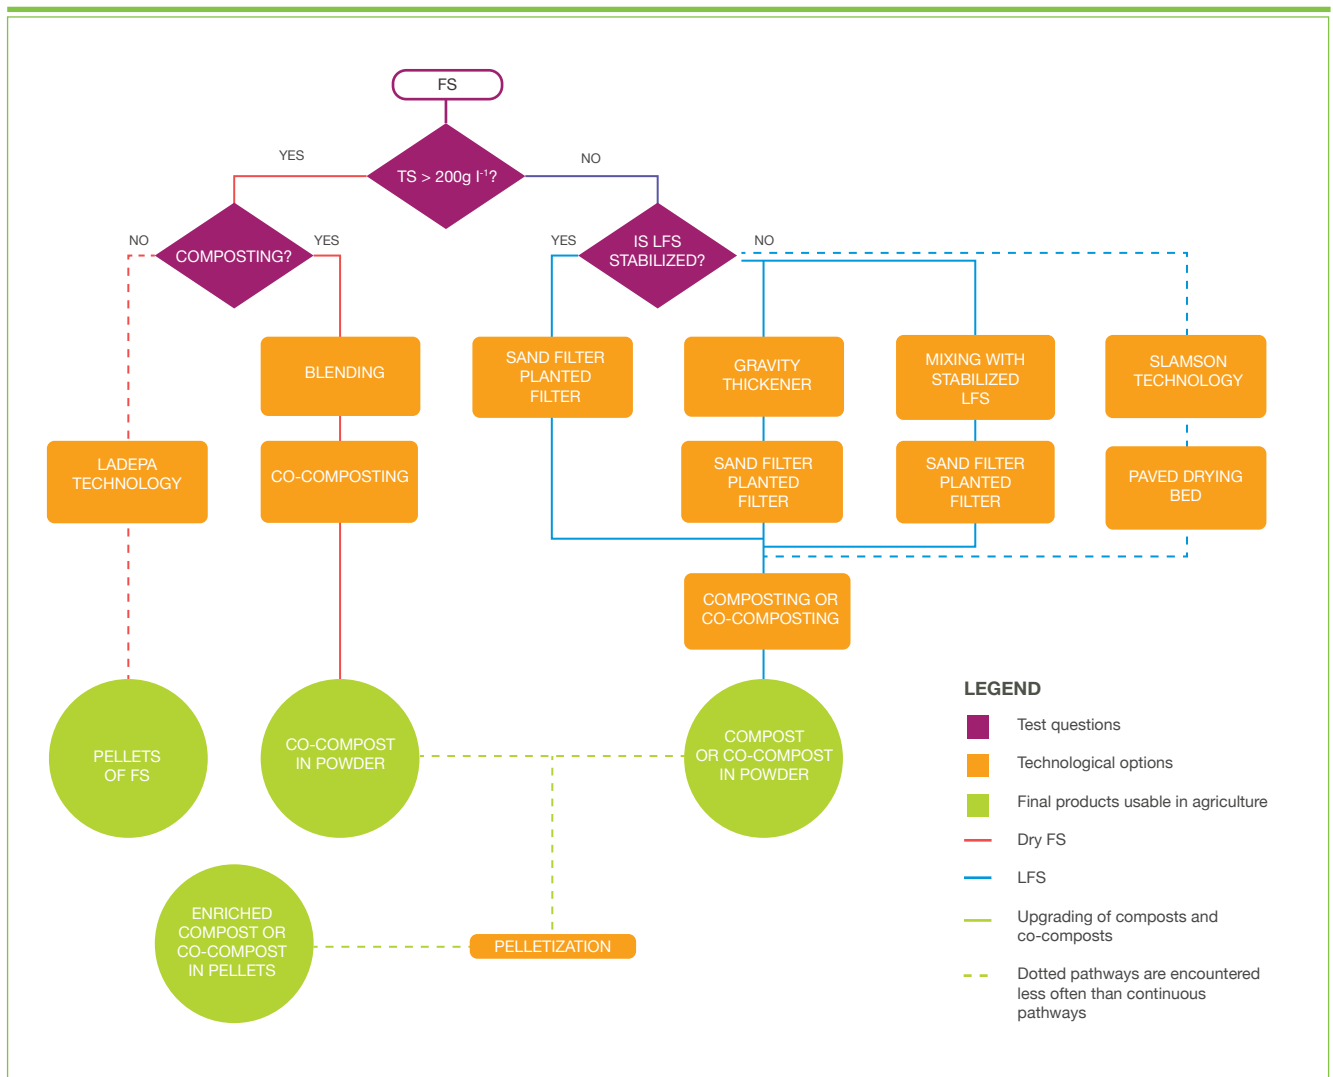 FS
TS > 200g l⁻¹?
YES
NO
COMPOSTING?
NO
YES
IS LFS
STABILIZED?
YES
NO
BLENDING
SAND FILTER
PLANTED
FILTER
GRAVITY
THICKENER
MIXING WITH
STABILIZED
LFS
SLAMSON
TECHNOLOGY
LADEPA
TECHNOLOGY
CO-COMPOSTING
SAND FILTER
PLANTED
FILTER
SAND FILTER
PLANTED
FILTER
PAVED DRYING
BED
COMPOSTING OR
CO-COMPOSTING
PELLETS
OF FS
CO-COMPOST
IN POWDER
COMPOST
OR CO-COMPOST
IN POWDER
ENRICHED
COMPOST OR
CO-COMPOST
IN PELLETS
PELLETIZATION
LEGEND
Test questions
Technological options
Final products usable in agriculture
Dry FS
LFS
Upgrading of composts and
co-composts
Dotted pathways are encountered
less often than continuous
pathways